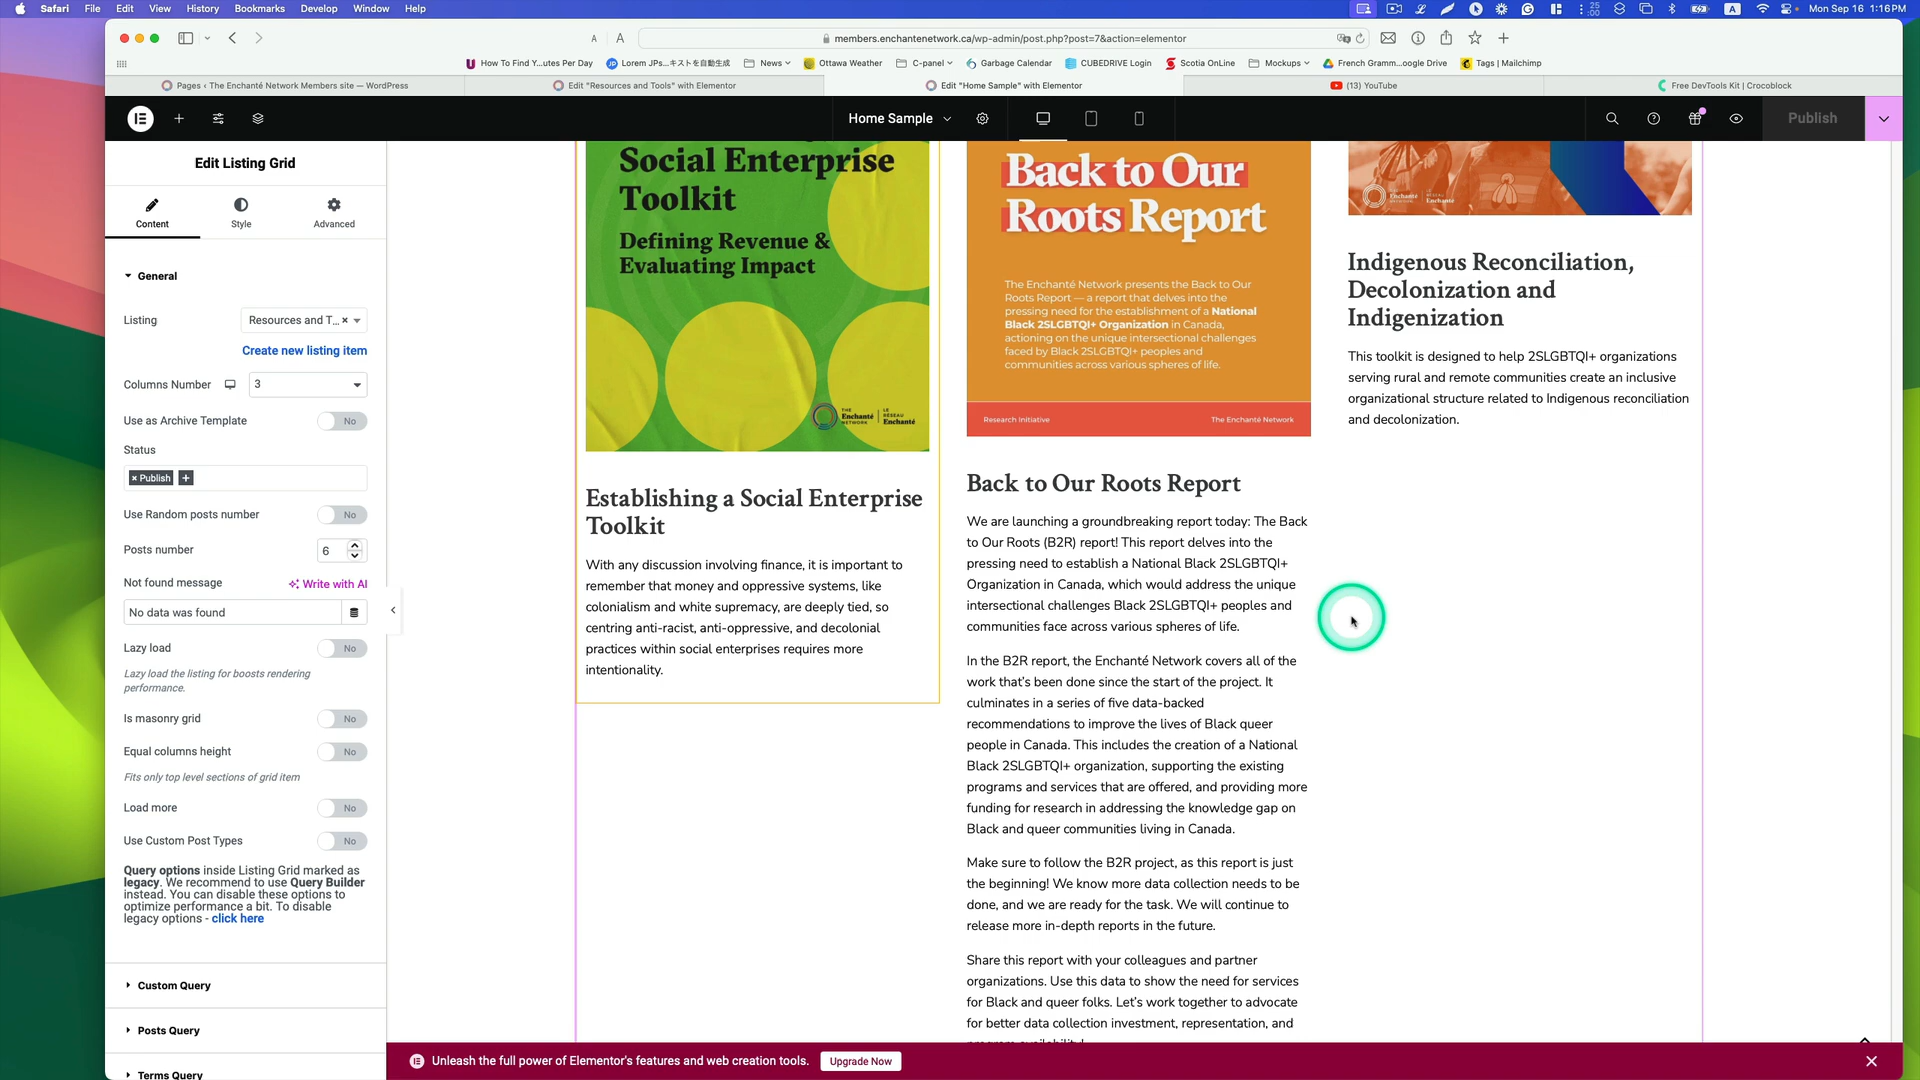 Safari File Edit View History Bookmarks Develop Window Help
25
:00
A
Mon Sep 16 1:16 PM
A A
members.enchantenetwork.ca/wp-admin/post.php?post=7&action=elementor
How To Find Y...utes Per Day
Lorem JPs...キストを自動生成
News
Ottawa Weather
C-panel
Garbage Calendar
CUBEDRIVE Login
Scotia OnLine
Mockups
French Gramm...oogle Drive
Tags | Mailchimp
Pages ‹ The Enchanté Network Members site — WordPress
Edit "Resources and Tools" with Elementor
Edit "Home Sample" with Elementor
(13) YouTube
Free DevTools Kit | Crocoblock
Home Sample
Publish
Edit Listing Grid
Content
Style
Advanced
General
Listing
Resources and T... ×
Create new listing item
Columns Number
3
Use as Archive Template
No
Status
× Publish
+
Use Random posts number
No
Posts number
6
Not found message
Write with AI
No data was found
Lazy load
No
Lazy load the listing for boosts rendering
performance.
Is masonry grid
No
Equal columns height
No
Fits only top level sections of grid item
Load more
No
Use Custom Post Types
No
Query options inside Listing Grid marked as
legacy. We recommend to use Query Builder
instead. You can disable these options to
optimize performance a bit. To disable
legacy options - click here
Custom Query
Posts Query
Terms Query
Social Enterprise
Toolkit
Defining Revenue &
Evaluating Impact
THE
Enchanté
NETWORK
LE
RÉSEAU
Enchanté
Establishing a Social Enterprise
Toolkit
With any discussion involving finance, it is important to
remember that money and oppressive systems, like
colonialism and white supremacy, are deeply tied, so
centring anti-racist, anti-oppressive, and decolonial
practices within social enterprises requires more
intentionality.
Back to Our
Roots Report
The Enchanté Network presents the Back to Our
Roots Report — a report that delves into the
pressing need for the establishment of a National
Black 2SLGBTQI+ Organization in Canada,
actioning on the unique intersectional challenges
faced by Black 2SLGBTQI+ peoples and
communities across various spheres of life.
Research Initiative
The Enchanté Network
Back to Our Roots Report
We are launching a groundbreaking report today: The Back
to Our Roots (B2R) report! This report delves into the
pressing need to establish a National Black 2SLGBTQI+
Organization in Canada, which would address the unique
intersectional challenges Black 2SLGBTQI+ peoples and
communities face across various spheres of life.
In the B2R report, the Enchanté Network covers all of the
work that's been done since the start of the project. It
culminates in a series of five data-backed
recommendations to improve the lives of Black queer
people in Canada. This includes the creation of a National
Black 2SLGBTQI+ organization, supporting the existing
programs and services that are offered, and providing more
funding for research in addressing the knowledge gap on
Black and queer communities living in Canada.
Make sure to follow the B2R project, as this report is just
the beginning! We know more data collection needs to be
done, and we are ready for the task. We will continue to
release more in-depth reports in the future.
Share this report with your colleagues and partner
organizations. Use this data to show the need for services
for Black and queer folks. Let's work together to advocate
for better data collection investment, representation, and
Enchanté
Enchanté
Indigenous Reconciliation,
Decolonization and
Indigenization
This toolkit is designed to help 2SLGBTQI+ organizations
serving rural and remote communities create an inclusive
organizational structure related to Indigenous reconciliation
and decolonization.
Unleash the full power of Elementor's features and web creation tools.
Upgrade Now